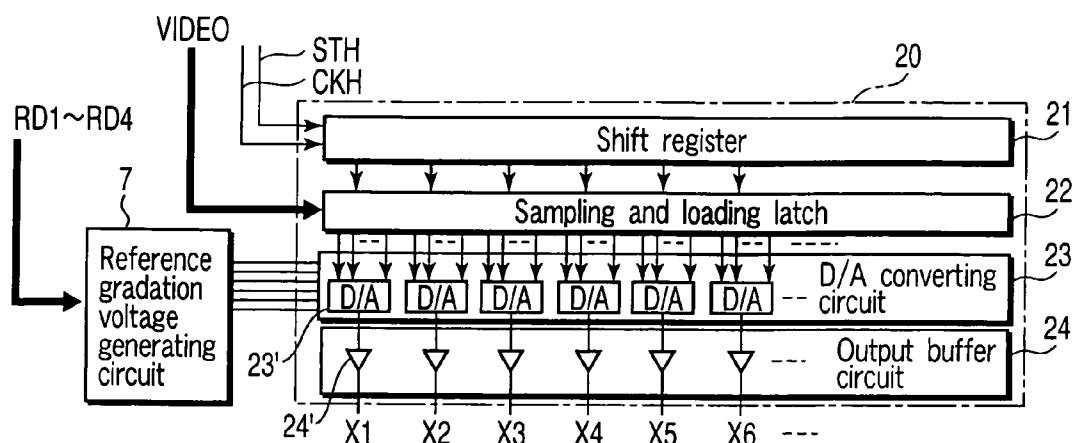 VIDEO
STH
CKH
20
RD1~RD4
Shift register
21
7
Sampling and loading latch
22
Reference
gradation
voltage
generating
circuit
D/A
D/A
D/A
D/A
D/A
D/A
---
D/A converting
circuit
23
23'
---
Output buffer
circuit
24
24'
X1
X2
X3
X4
X5
X6
----